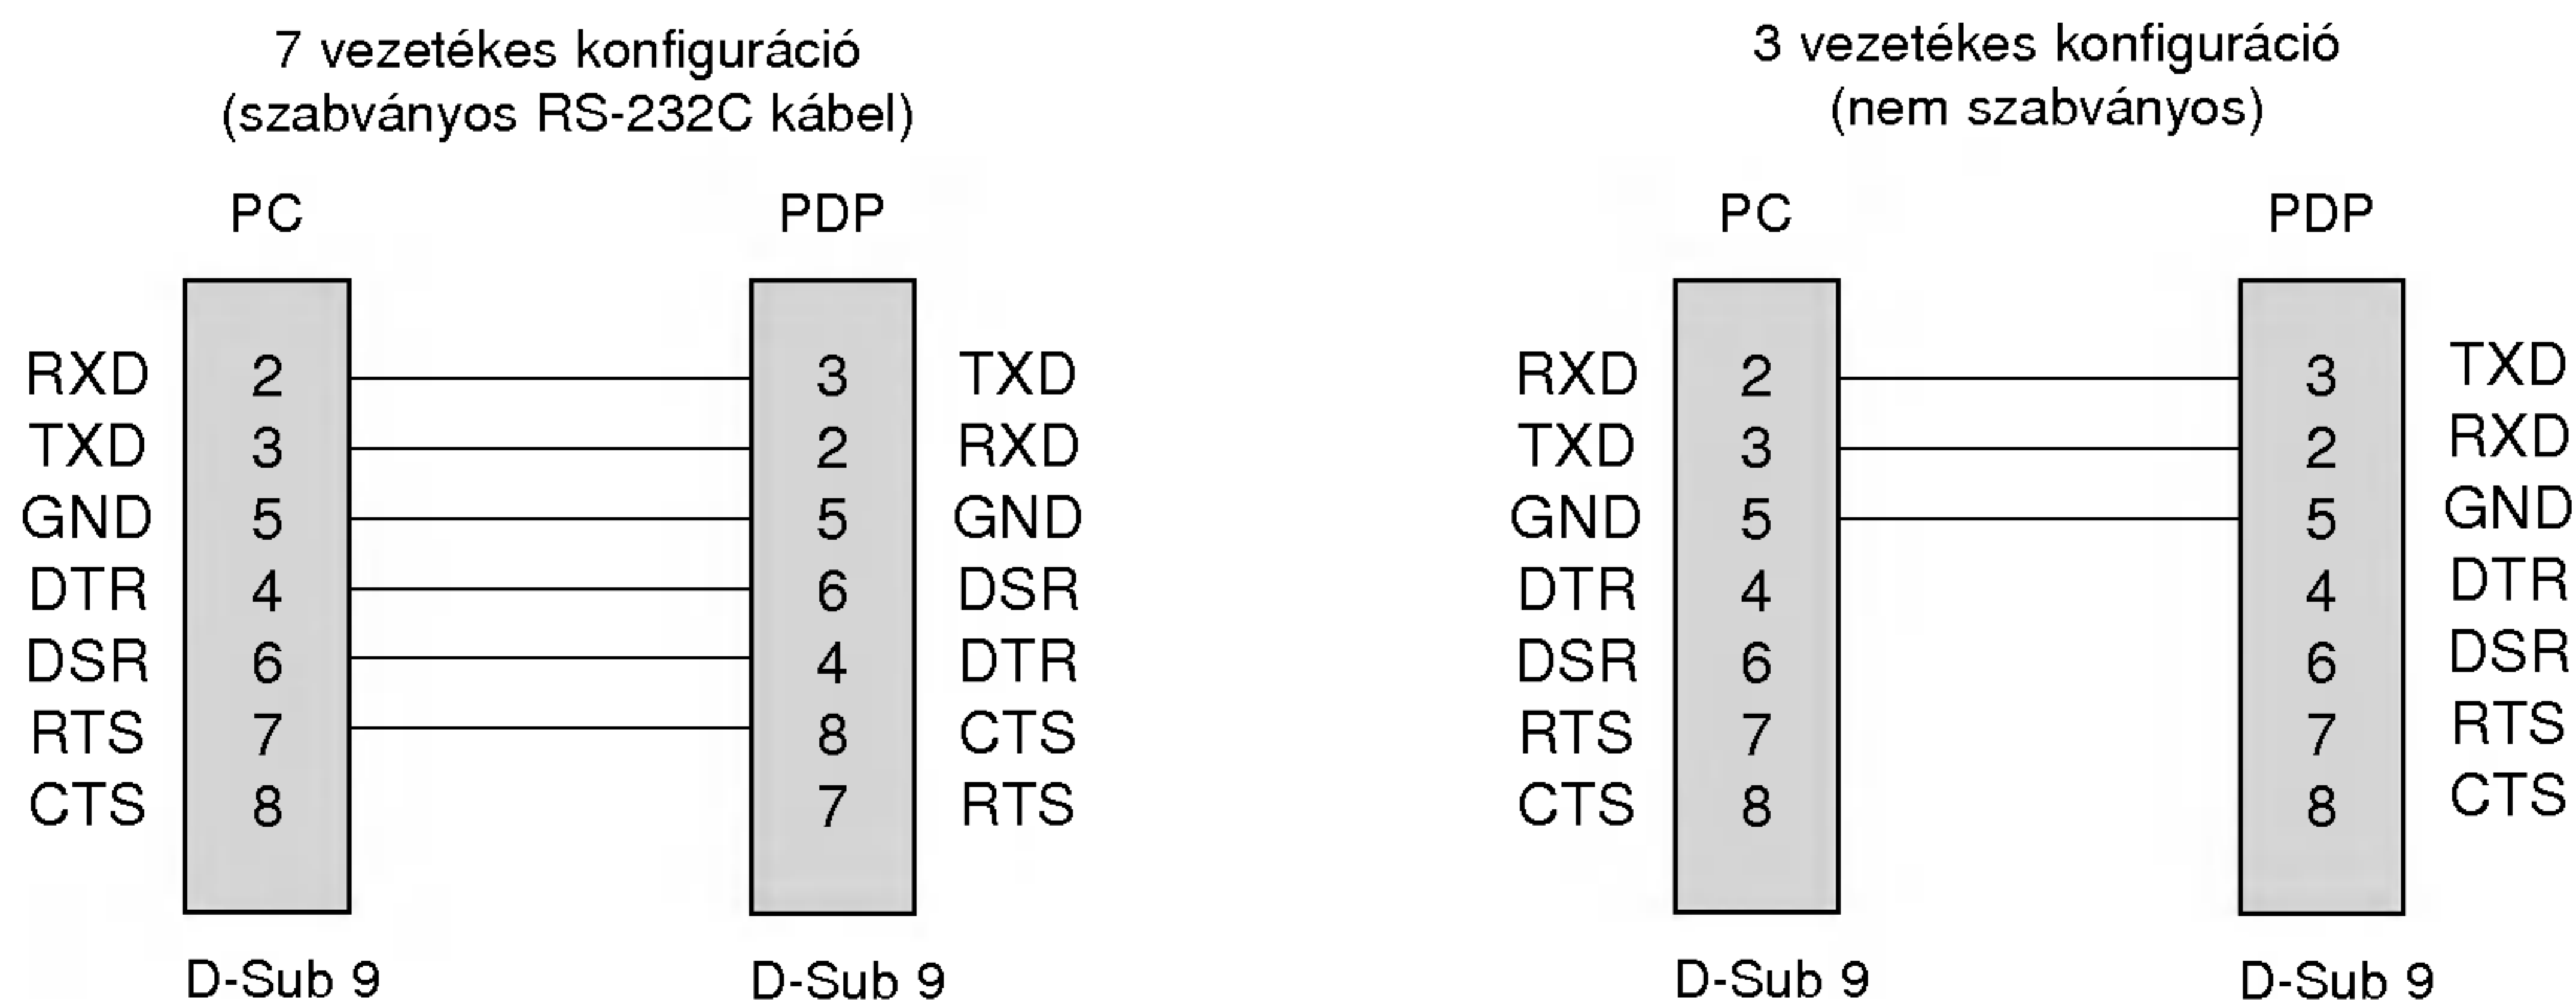 7 vezetékes konfiguráció
(szabványos RS-232C kábel)
PC PDP
RXD 2 3 TXD
TXD 3 2 RXD
GND 5 5 GND
DTR 4 6 DSR
DSR 6 4 DTR
RTS 7 8 CTS
CTS 8 7 RTS
D-Sub 9 D-Sub 9
3 vezetékes konfiguráció
(nem szabványos)
PC PDP
RXD 2 3 TXD
TXD 3 2 RXD
GND 5 5 GND
DTR 4 4 DTR
DSR 6 6 DSR
RTS 7 7 RTS
CTS 8 8 CTS
D-Sub 9 D-Sub 9